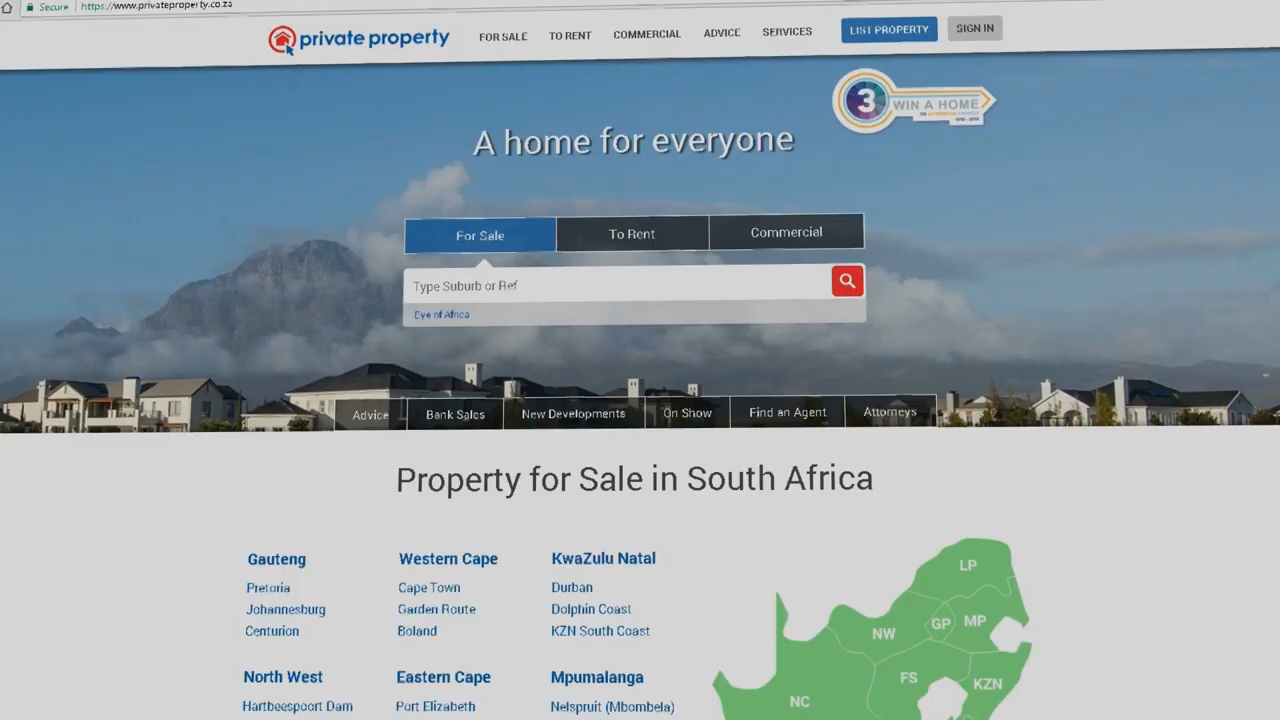 Secure https://www.privateproperty.co.za
private property FOR SALE TO RENT COMMERCIAL ADVICE SERVICES LIST PROPERTY SIGN IN
3 WIN A HOME
A home for everyone
For Sale To Rent Commercial
Type Suburb or Ref
Eye of Africa
Advice Bank Sales New Developments On Show Find an Agent Attorneys
Property for Sale in South Africa
Gauteng Western Cape KwaZulu Natal
Pretoria Cape Town Durban
Johannesburg Garden Route Dolphin Coast
Centurion Boland KZN South Coast
North West Eastern Cape Mpumalanga
Hartbeespoort Dam Port Elizabeth Nelspruit (Mbombela)
LP
GP MP
NW
FS KZN
NC